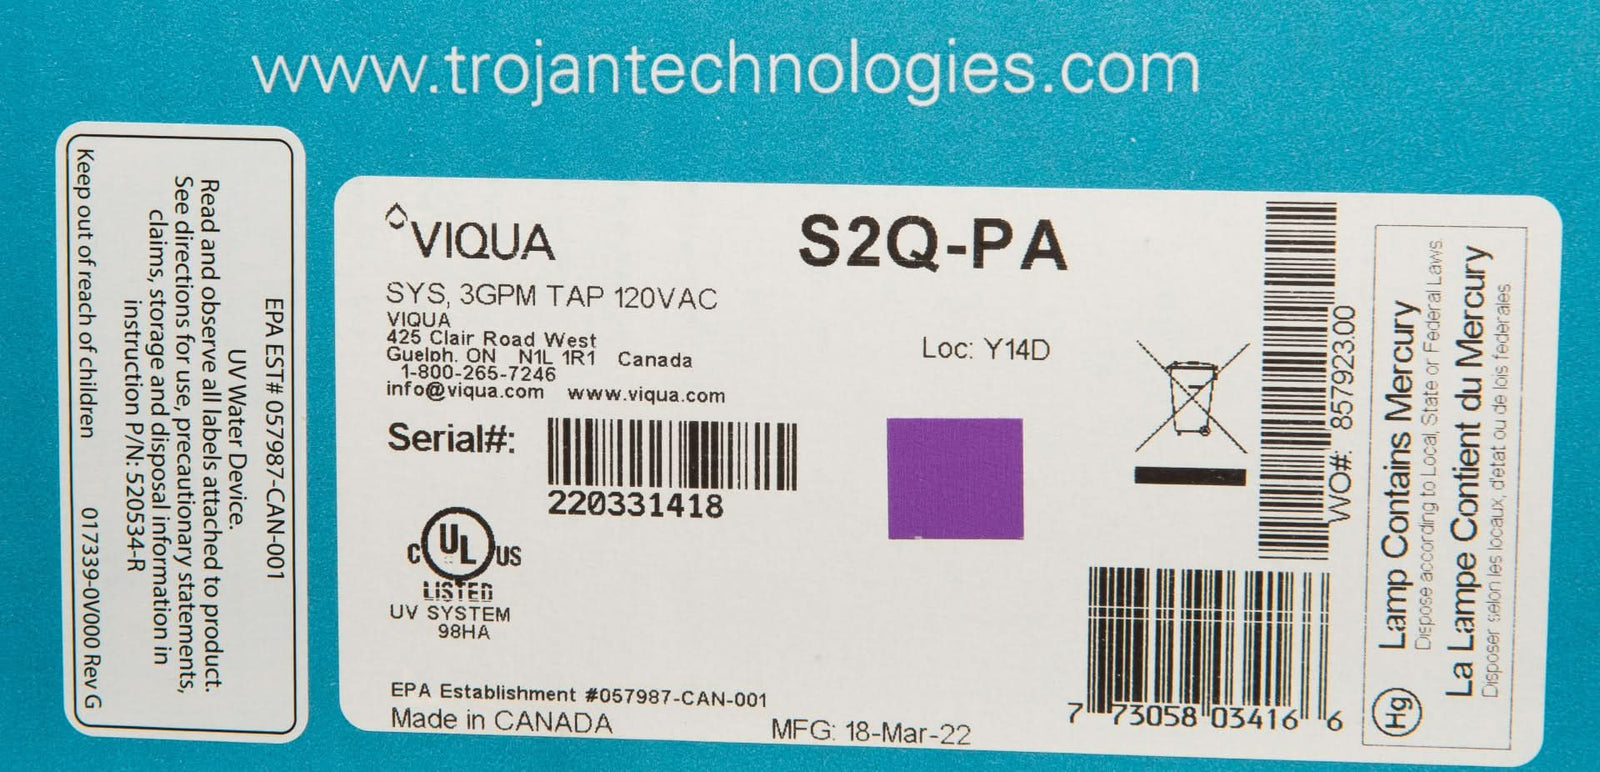 www.trojantechnologies.com
EPA EST# 057987-CAN-001
UV Water Device.
Read and observe all labels attached to product.
See directions for use, precautionary statements,
claims, storage and disposal information in
instruction P/N: 520534-R
Keep out of reach of children 017339-0V000 Rev G
VIQUA
S2Q-PA
SYS, 3GPM TAP 120VAC
VIQUA
425 Clair Road West
Guelph. ON N1L 1R1 Canada
1-800-265-7246
info@viqua.com www.viqua.com
Loc: Y14D
Serial#:
220331418
C UL US
LISTED
UV SYSTEM
98HA
EPA Establishment #057987-CAN-001
Made in CANADA
MFG: 18-Mar-22
WO#: 8579223.00
7 73058 03416 6
Lamp Contains Mercury
Dispose according to Local, State or Federal Laws
La Lampe Contient du Mercury
Disposer selon les locaux, d'etat ou de lois federales
Hg